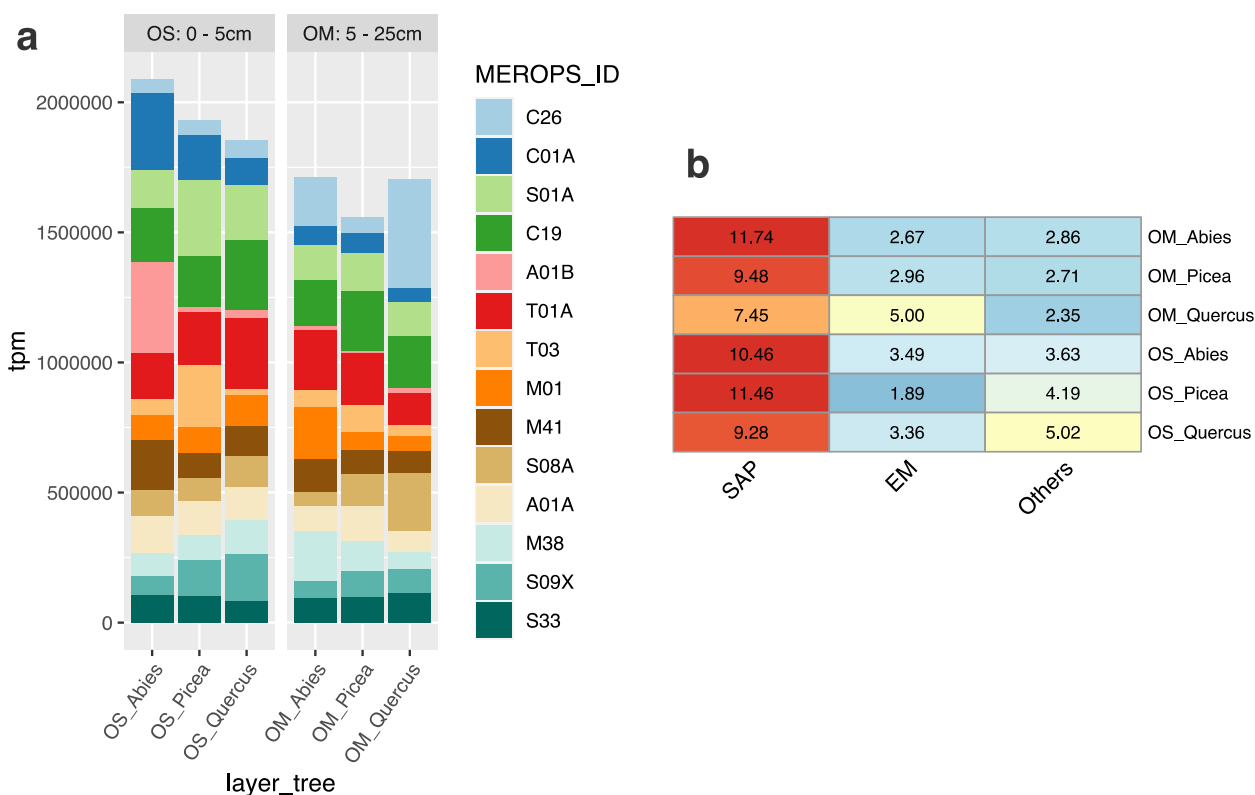 a
OS: 0 - 5cm
OM: 5 - 25cm
tpm
2000000
1500000
1000000
500000
0
OS_Abies
OS_Picea
OS_Quercus
OM_Abies
OM_Picea
OM_Quercus
layer_tree
MEROPS_ID
C26
C01A
S01A
C19
A01B
T01A
T03
M01
M41
S08A
A01A
M38
S09X
S33
b
11.74 2.67 2.86 OM_Abies
9.48 2.96 2.71 OM_Picea
7.45 5.00 2.35 OM_Quercus
10.46 3.49 3.63 OS_Abies
11.46 1.89 4.19 OS_Picea
9.28 3.36 5.02 OS_Quercus
SAP EM Others